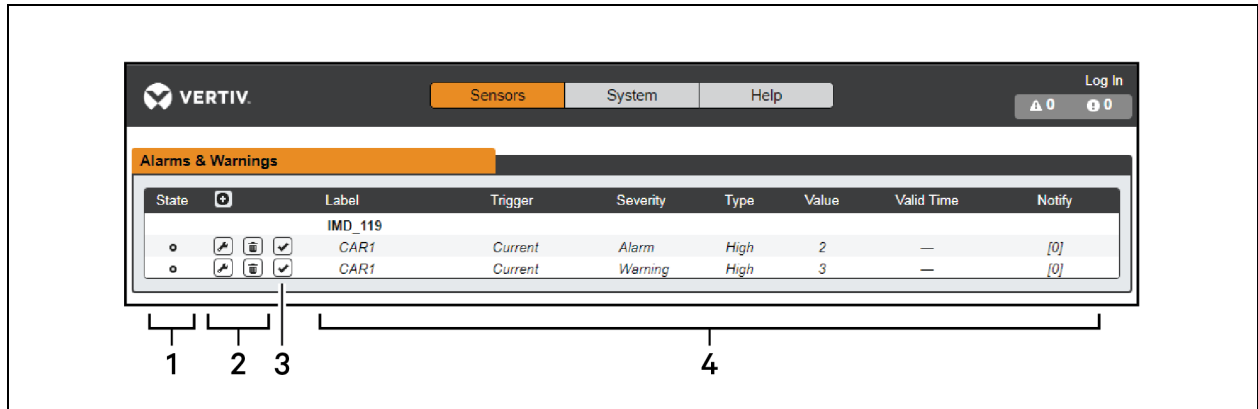 VERTIV.
Sensors System Help
Log In
0 0
Alarms & Warnings
State Label Trigger Severity Type Value Valid Time Notify
IMD_119
CAR1 Current Alarm High 2 — [0]
CAR1 Current Warning High 3 — [0]
1 2 3 4